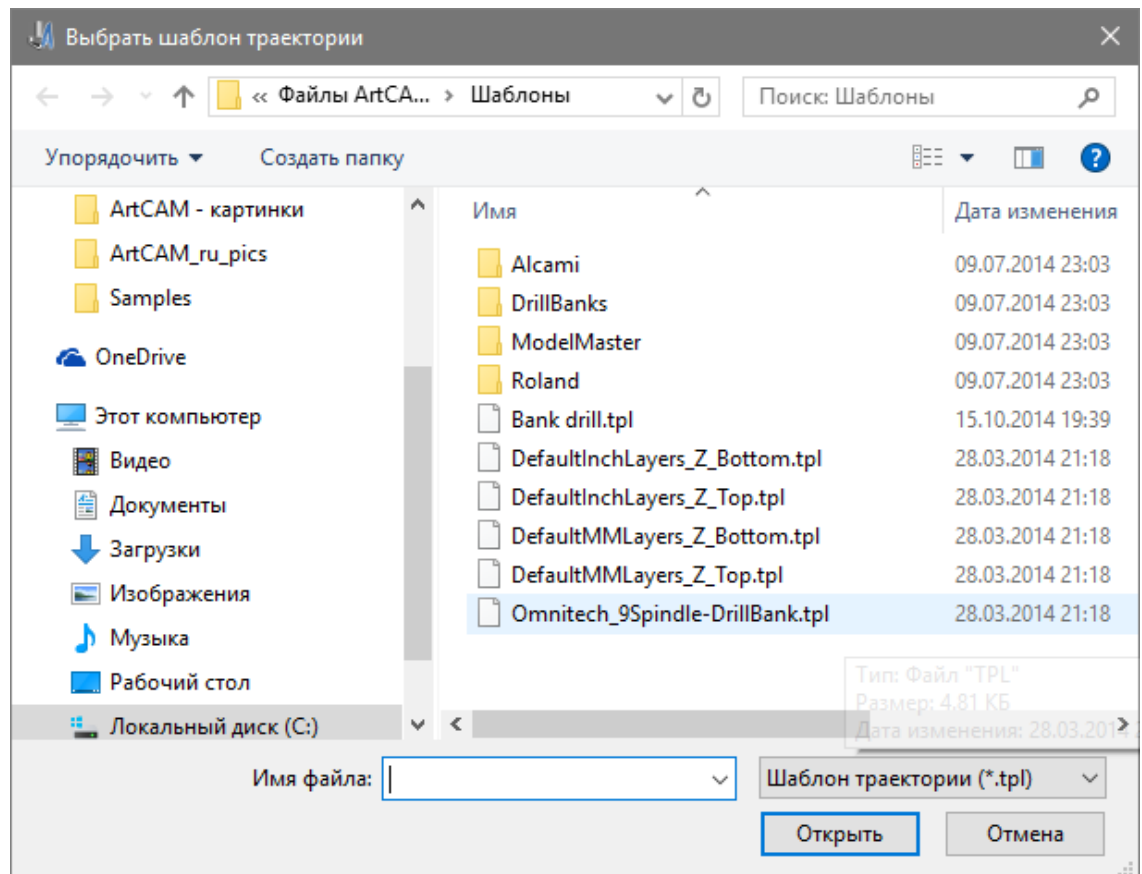 Выбрать шаблон траектории
« Файлы ArtCA... › Шаблоны
Поиск: Шаблоны
Упорядочить Создать папку
ArtCAM - картинки
ArtCAM_ru_pics
Samples
OneDrive
Этот компьютер
Видео
Документы
Загрузки
Изображения
Музыка
Рабочий стол
Локальный диск (C:)
Имя Дата изменения
Alcami 09.07.2014 23:03
DrillBanks 09.07.2014 23:03
ModelMaster 09.07.2014 23:03
Roland 09.07.2014 23:03
Bank drill.tpl 15.10.2014 19:39
DefaultInchLayers_Z_Bottom.tpl 28.03.2014 21:18
DefaultInchLayers_Z_Top.tpl 28.03.2014 21:18
DefaultMMLayers_Z_Bottom.tpl 28.03.2014 21:18
DefaultMMLayers_Z_Top.tpl 28.03.2014 21:18
Omnitech_9Spindle-DrillBank.tpl 28.03.2014 21:18
Тип: Файл "TPL"
Размер: 4.81 КБ
Дата изменения: 28.03.2014
Имя файла: Шаблон траектории (*.tpl)
Открыть Отмена